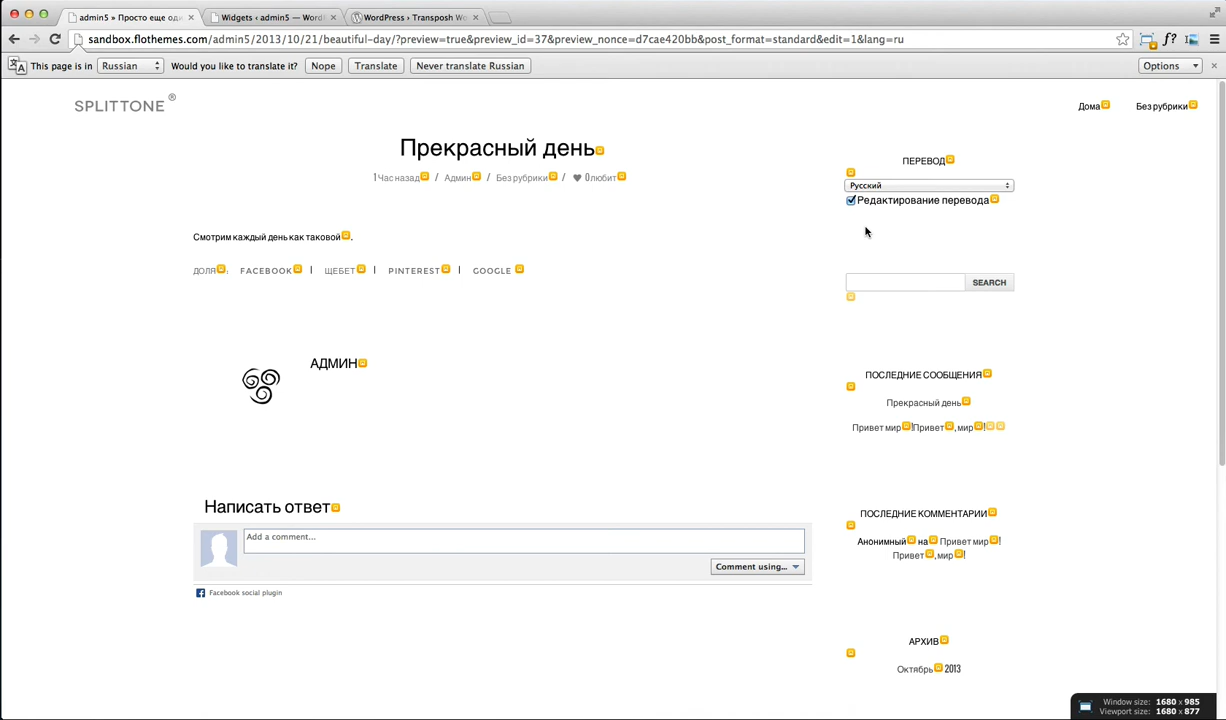 admin5 » Просто еще оди
Widgets ‹ admin5 — WordP
WordPress › Transposh Wo
sandbox.flothemes.com/admin5/2013/10/21/beautiful-day/?preview=true&preview_id=37&preview_nonce=d7cae420bb&post_format=standard&edit=1&lang=ru
This page is in Russian Would you like to translate it? Nope Translate Never translate Russian Options
SPLITTONE ®
Дома Без рубрики
Прекрасный день
1 Час назад / Админ / Без рубрики / 0 любит
Смотрим каждый день как таковой.
ДОЛЯ: FACEBOOK | ЩЕБЕТ | PINTEREST | GOOGLE
АДМИН
Написать ответ
Add a comment...
Comment using...
Facebook social plugin
ПЕРЕВОД
Русский
Редактирование перевода
SEARCH
ПОСЛЕДНИЕ СООБЩЕНИЯ
Прекрасный день
Привет мир!Привет, мир!
ПОСЛЕДНИЕ КОММЕНТАРИИ
Анонимный на Привет мир!
Привет, мир!
АРХИВ
Октябрь 2013
Window size: 1680 x 985
Viewport size: 1680 x 877